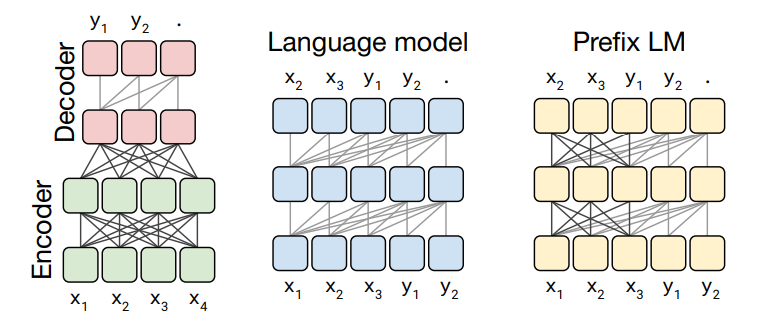 y₁ y₂ .
Decoder
Encoder
x₁ x₂ x₃ x₄
Language model
x₂ x₃ y₁ y₂ .
x₁ x₂ x₃ y₁ y₂
Prefix LM
x₂ x₃ y₁ y₂ .
x₁ x₂ x₃ y₁ y₂